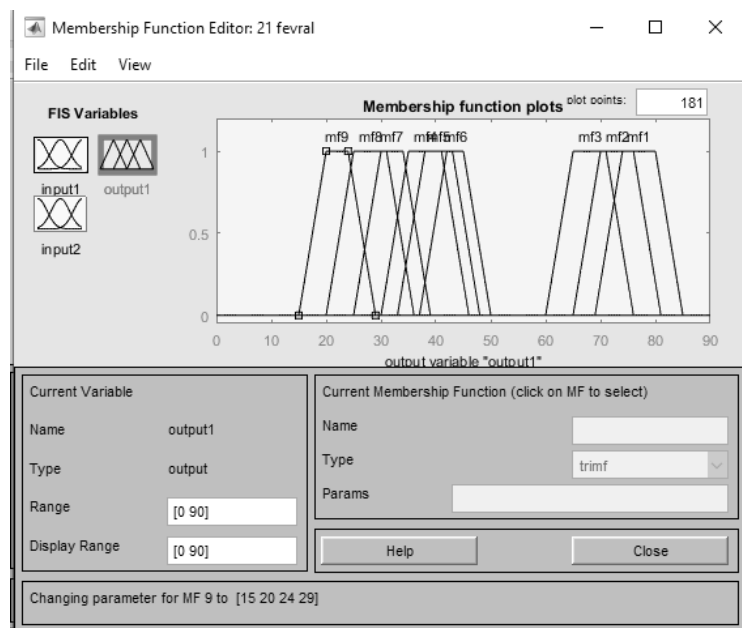 Membership Function Editor: 21 fevral
File Edit View
FIS Variables
input1
output1
input2
Membership function plots
plot points:
181
mf9 mf8 mf7 mf4 mf5 mf6 mf3 mf2 mf1
1
0.5
0
0 10 20 30 40 50 60 70 80 90
output variable "output1"
Current Variable
Name output1
Type output
Range [0 90]
Display Range [0 90]
Current Membership Function (click on MF to select)
Name
Type trimf
Params
Help Close
Changing parameter for MF 9 to [15 20 24 29]